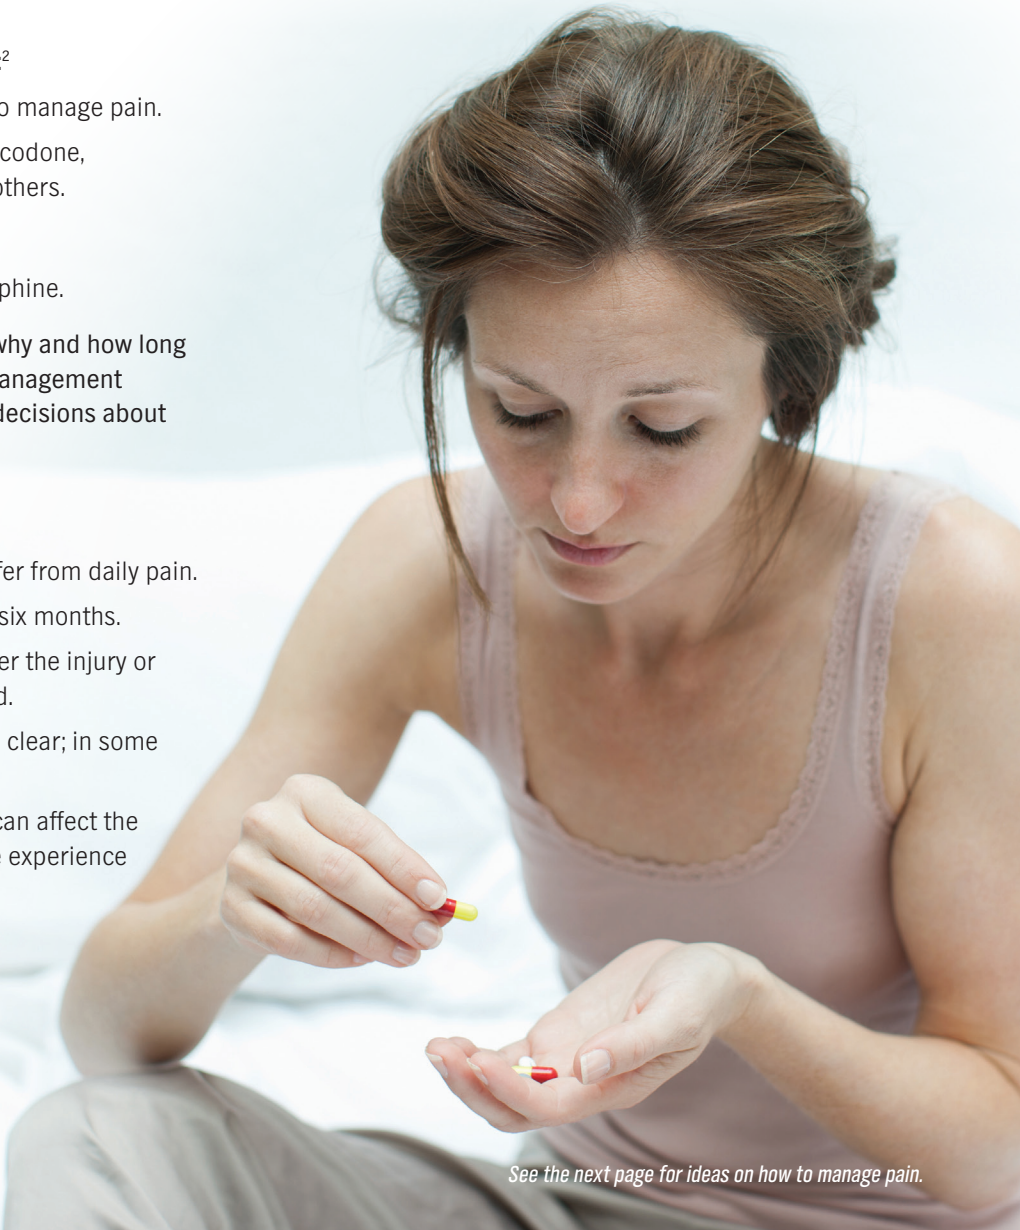 2
o manage pain.
codone,
others.
phine.
why and how long
anagement
decisions about
fer from daily pain.
six months.
er the injury or
d.
clear; in some
can affect the
e experience
See the next page for ideas on how to manage pain.